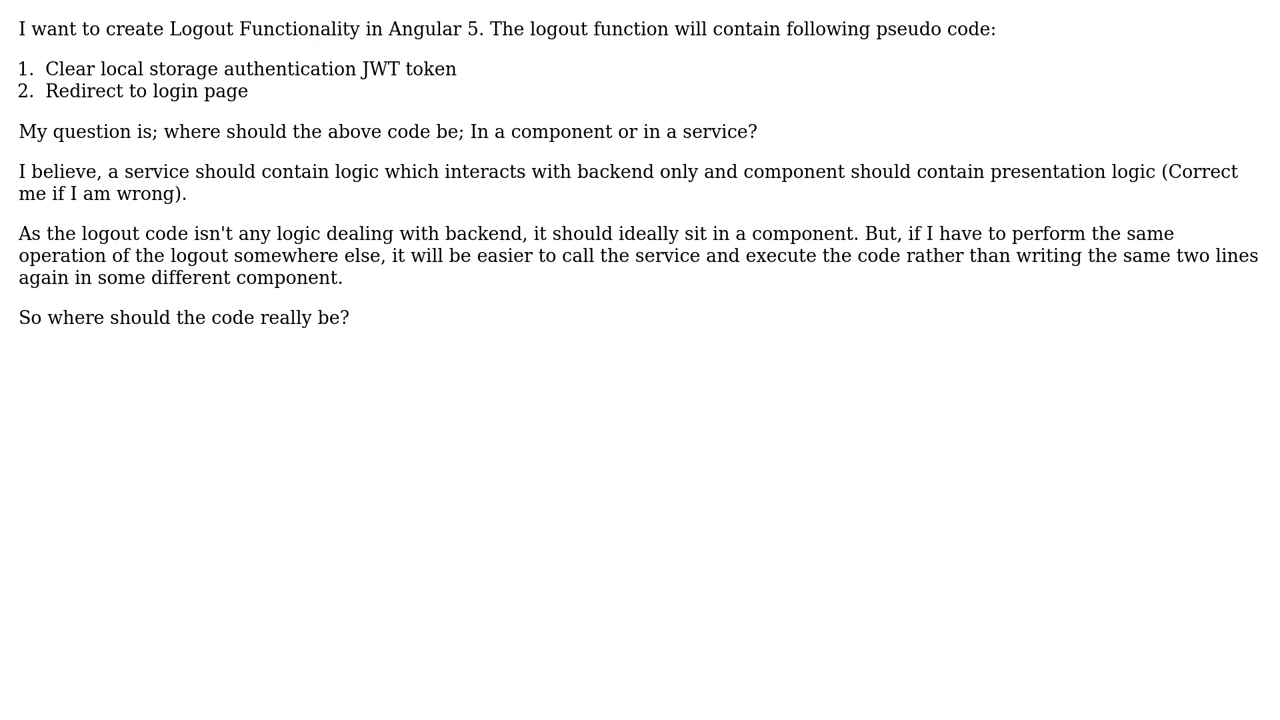 I want to create Logout Functionality in Angular 5. The logout function will contain following pseudo code:
1. Clear local storage authentication JWT token
2. Redirect to login page
My question is; where should the above code be; In a component or in a service?
I believe, a service should contain logic which interacts with backend only and component should contain presentation logic (Correct
me if I am wrong).
As the logout code isn't any logic dealing with backend, it should ideally sit in a component. But, if I have to perform the same
operation of the logout somewhere else, it will be easier to call the service and execute the code rather than writing the same two lines
again in some different component.
So where should the code really be?